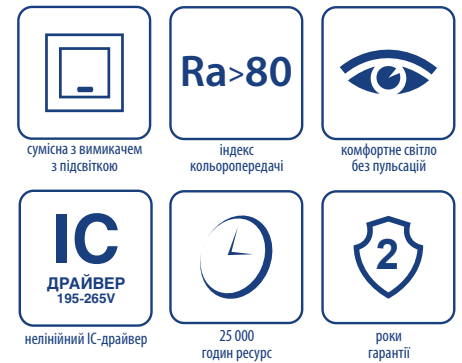 Ra>80
сумісна з вимикачем
з підсвіткою
індекс
кольоропередачі
комфортне світло
без пульсацій
IC
ДРАЙВЕР
195-265V
2
нелінійний IC-драйвер
25 000
годин ресурс
роки
гарантії